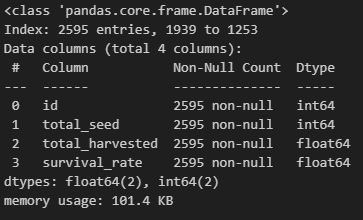 <class 'pandas.core.frame.DataFrame'>
Index: 2595 entries, 1939 to 1253
Data columns (total 4 columns):
 #   Column           Non-Null Count  Dtype
---  ------           --------------  -----
 0   id               2595 non-null   int64
 1   total_seed       2595 non-null   int64
 2   total_harvested  2595 non-null   float64
 3   survival_rate    2595 non-null   float64
dtypes: float64(2), int64(2)
memory usage: 101.4 KB